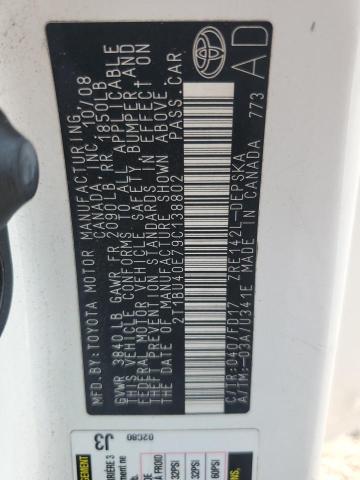 MFD. BY: TOYOTA MOTOR MANUFACTURING,
CANADA, INC. 10/08
GVWR 3840LB GAWR FR 2090LB, RR 1850LB
THIS VEHICLE CONFORMS TO ALL APPLICABLE
FEDERAL MOTOR VEHICLE SAFETY, BUMPER AND
THEFT PREVENTION STANDARDS IN EFFECT ON
THE DATE OF MANUFACTURE SHOWN ABOVE.
2T1BU40E79C138802 PASS.CAR
C/TR:040/FB17 ZRE142L-DEPSKA
A/TM:-03A/U341E MADE IN CANADA 773
AD
J3
02C80
32PSI
32PSI
60PSI
À FROID